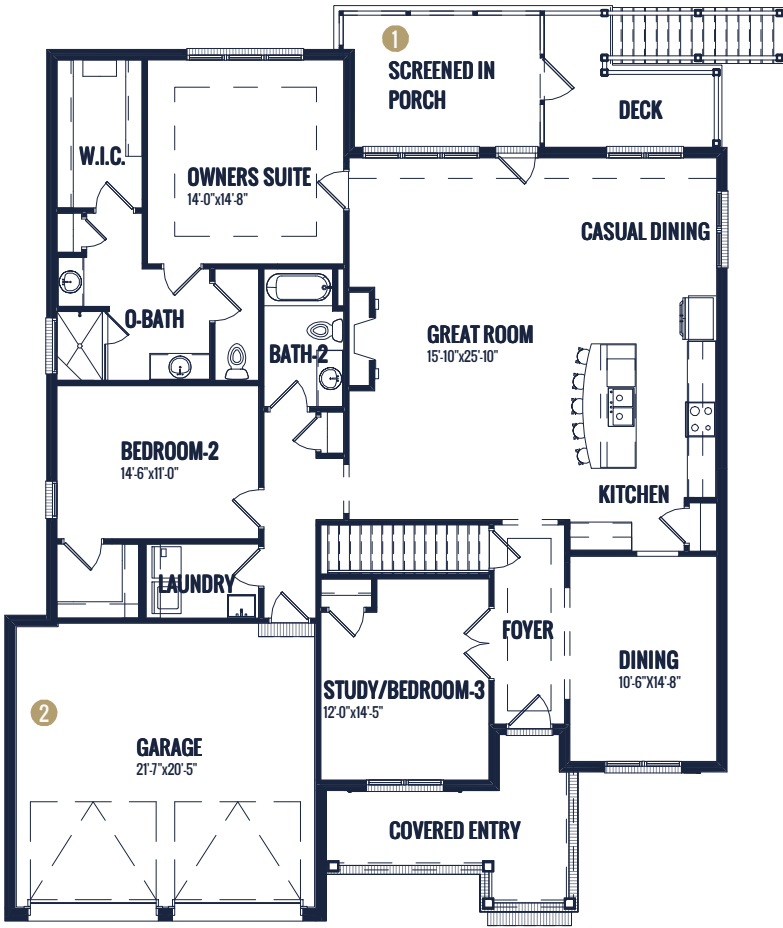 1
SCREENED IN
PORCH
DECK
W.I.C.
OWNERS SUITE
14'-0"x14'-8"
CASUAL DINING
O-BATH
BATH-2
GREAT ROOM
15'-10"x25'-10"
BEDROOM-2
14'-6"x11'-0"
KITCHEN
LAUNDRY
FOYER
DINING
10'-6"X14'-8"
STUDY/BEDROOM-3
12'-0"x14'-5"
2
GARAGE
21'-7"x20'-5"
COVERED ENTRY